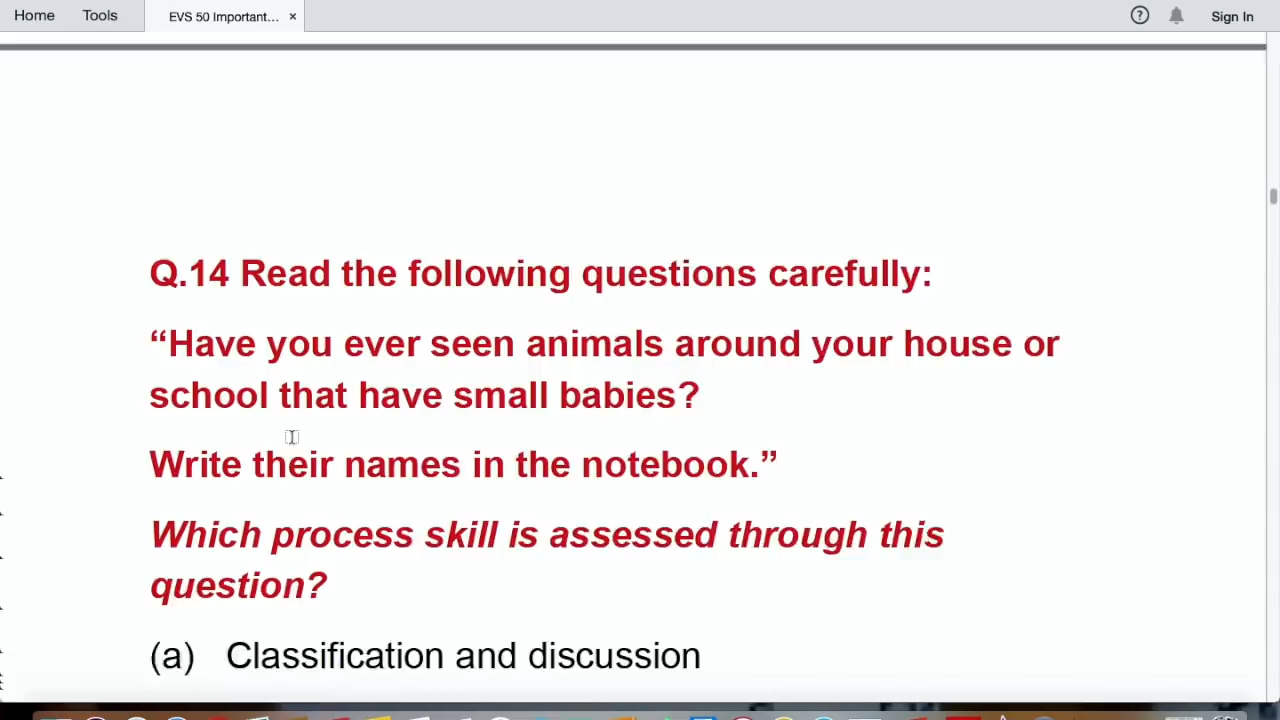 Home Tools EVS 50 Important... × Sign In
Q.14 Read the following questions carefully:
“Have you ever seen animals around your house or
school that have small babies?
Write their names in the notebook.”
Which process skill is assessed through this
question?
(a) Classification and discussion